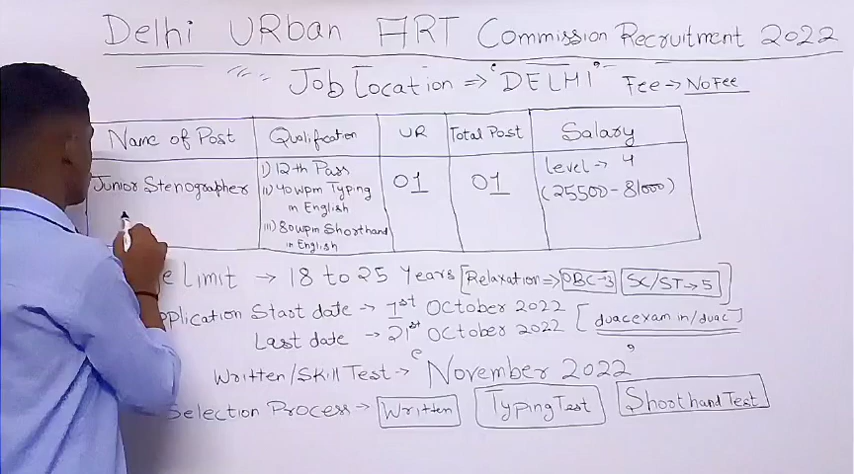 Delhi URban ART Commission Recruitment 2022
Job Location => "DELHI" Fee → No Fee
Name of Post Qualification UR Total Post Salary
Junior Stenographer i) 12th Pass 01 01 level → 4
ii) 40 wpm Typing (25500 - 81000)
in English
iii) 80 wpm Shorthand
in English
e Limit → 18 to 25 Years [Relaxation => OBC → 3 SC/ST → 5]
pplication Start date → 1st October 2022
Last date → 21st October 2022 [duacexam.in/duac]
Written/Skill Test → "November 2022"
Selection Process → Written Typing Test Shorthand Test